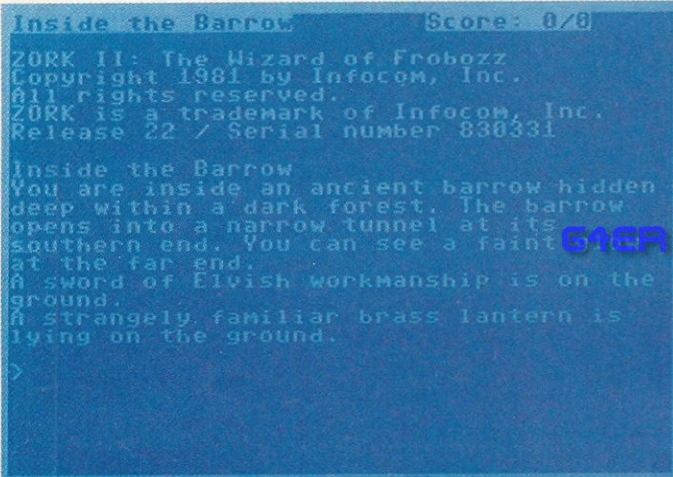 Inside the Barrow Score: 0/0
ZORK II: The Wizard of Frobozz
Copyright 1981 by Infocom, Inc.
All rights reserved.
ZORK is a trademark of Infocom, Inc.
Release 22 / Serial number 830331
Inside the Barrow
You are inside an ancient barrow hidden
deep within a dark forest. The barrow
opens into a narrow tunnel at its
southern end. You can see a faint
64ER
at the far end.
A sword of Elvish workmanship is on the
ground.
A strangely familiar brass lantern is
lying on the ground.
>